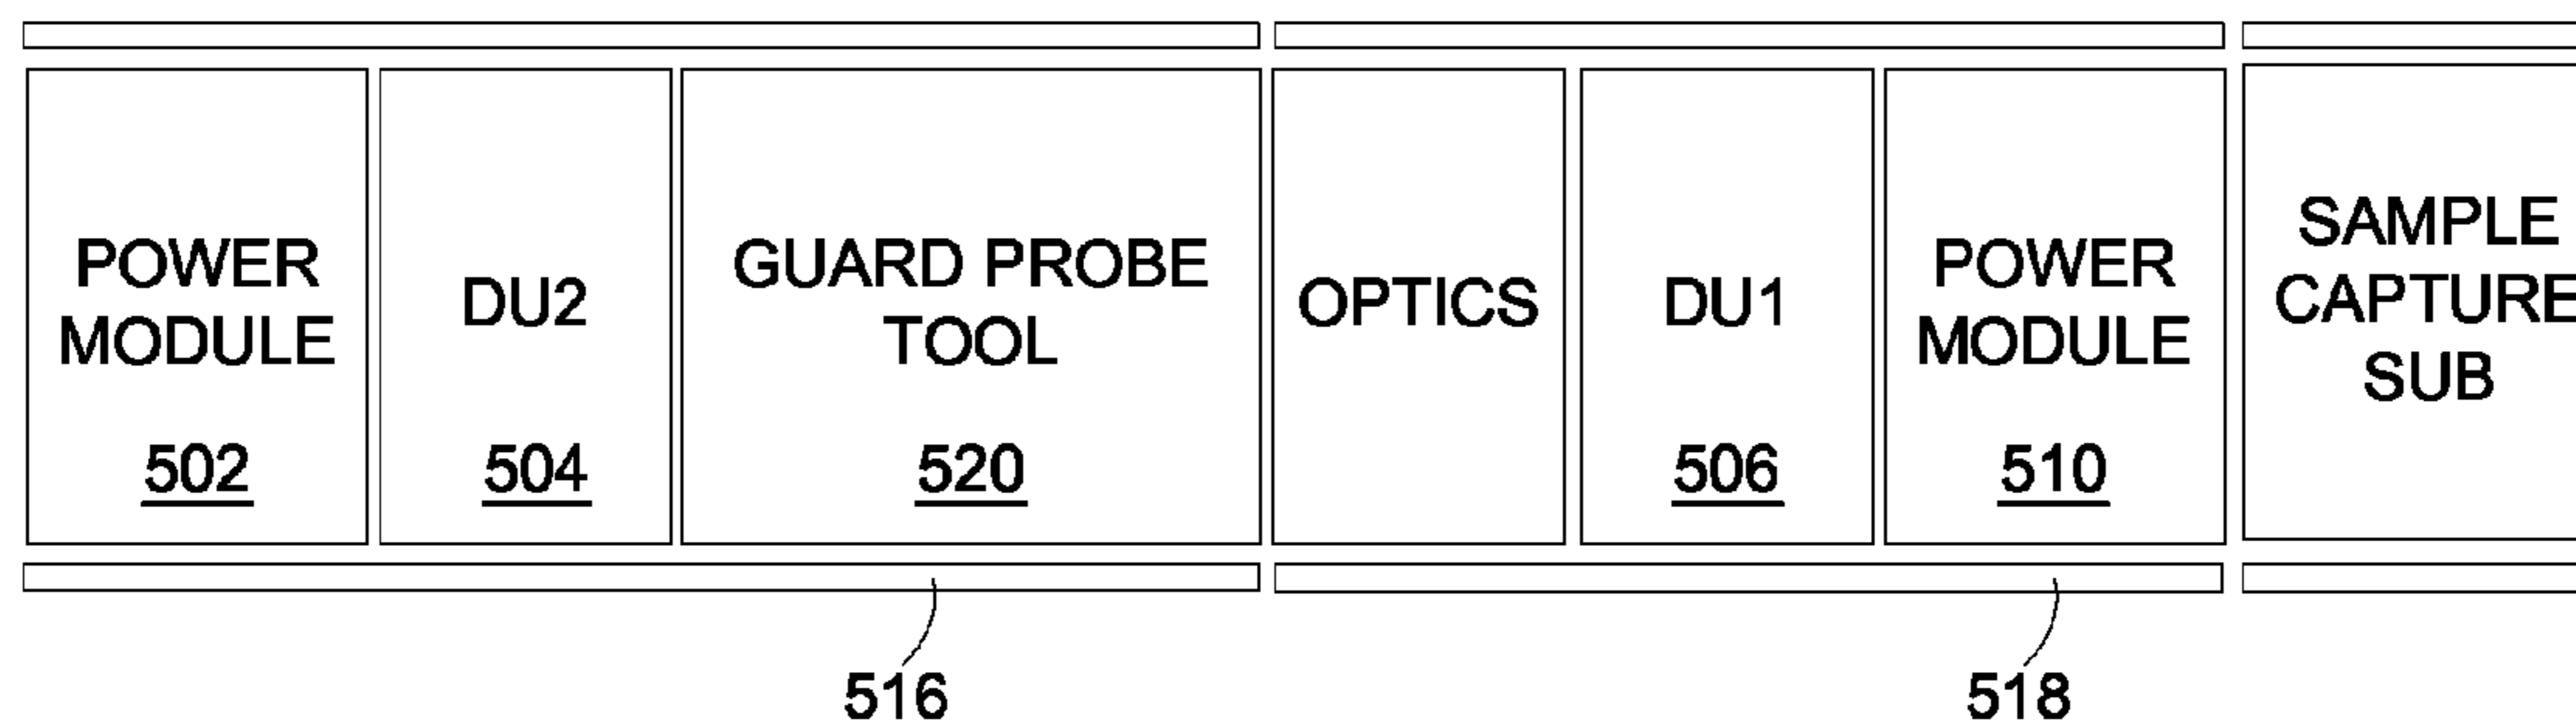 POWER
MODULE
502
DU2
504
GUARD PROBE
TOOL
520
OPTICS
DU1
506
POWER
MODULE
510
SAMPLE
CAPTURE
SUB
516
518